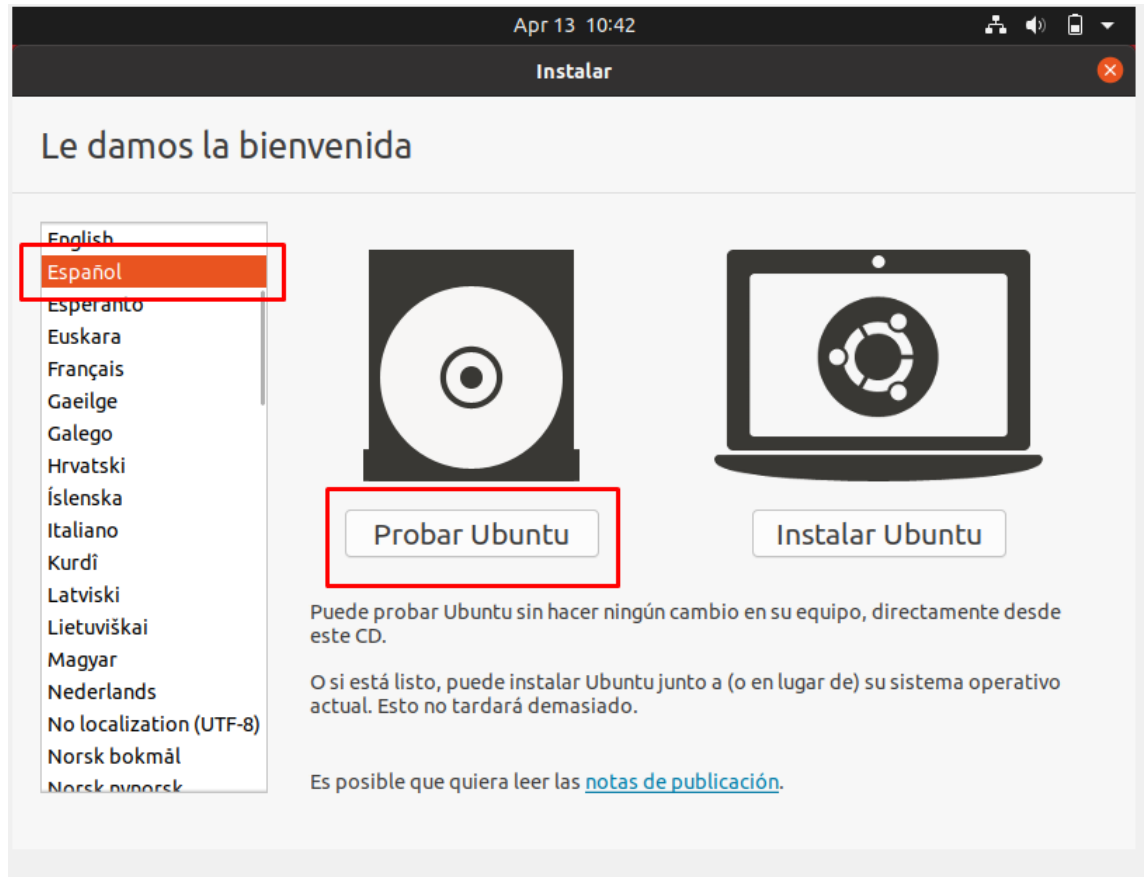 Apr 13 10:42
Instalar
Le damos la bienvenida
English
Español
Esperanto
Euskara
Français
Gaeilge
Galego
Hrvatski
Íslenska
Italiano
Kurdî
Latviski
Lietuviškai
Magyar
Nederlands
No localization (UTF-8)
Norsk bokmål
Norsk nynorsk
Probar Ubuntu
Instalar Ubuntu
Puede probar Ubuntu sin hacer ningún cambio en su equipo, directamente desde
este CD.
O si está listo, puede instalar Ubuntu junto a (o en lugar de) su sistema operativo
actual. Esto no tardará demasiado.
Es posible que quiera leer las notas de publicación.